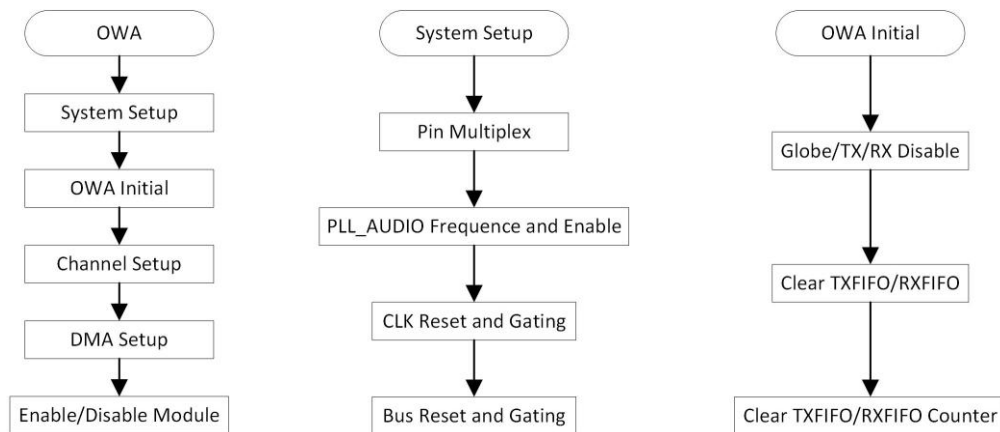 OWA
System Setup
OWA Initial
Channel Setup
DMA Setup
Enable/Disable Module
System Setup
Pin Multiplex
PLL_AUDIO Frequence and Enable
CLK Reset and Gating
Bus Reset and Gating
OWA Initial
Globe/TX/RX Disable
Clear TXFIFO/RXFIFO
Clear TXFIFO/RXFIFO Counter